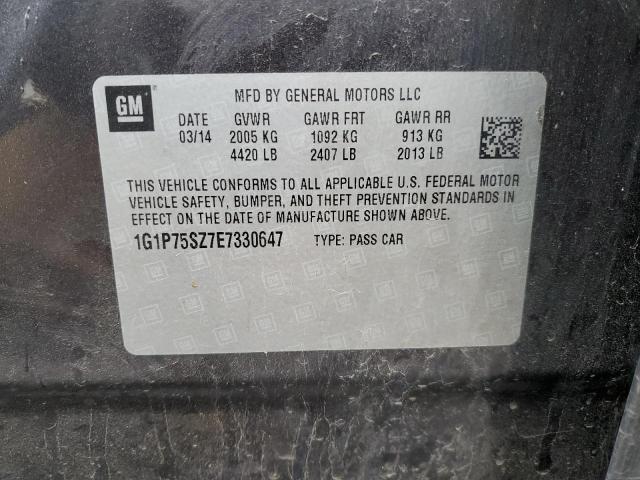 GM
MFD BY GENERAL MOTORS LLC
DATE GVWR GAWR FRT GAWR RR
03/14 2005 KG 1092 KG 913 KG
4420 LB 2407 LB 2013 LB
THIS VEHICLE CONFORMS TO ALL APPLICABLE U.S. FEDERAL MOTOR
VEHICLE SAFETY, BUMPER, AND THEFT PREVENTION STANDARDS IN
EFFECT ON THE DATE OF MANUFACTURE SHOWN ABOVE.
1G1P75SZ7E7330647 TYPE: PASS CAR